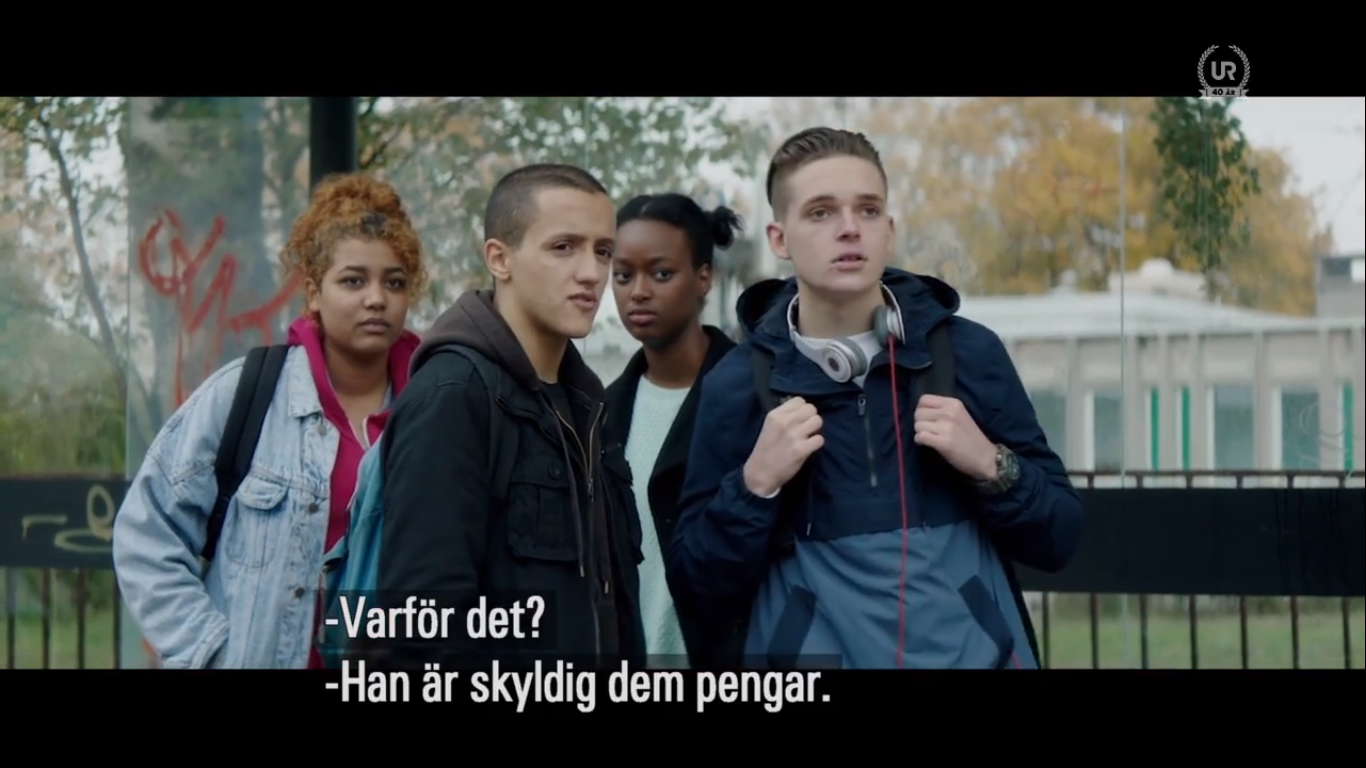 UR
40 år
-Varför det?
-Han är skyldig dem pengar.